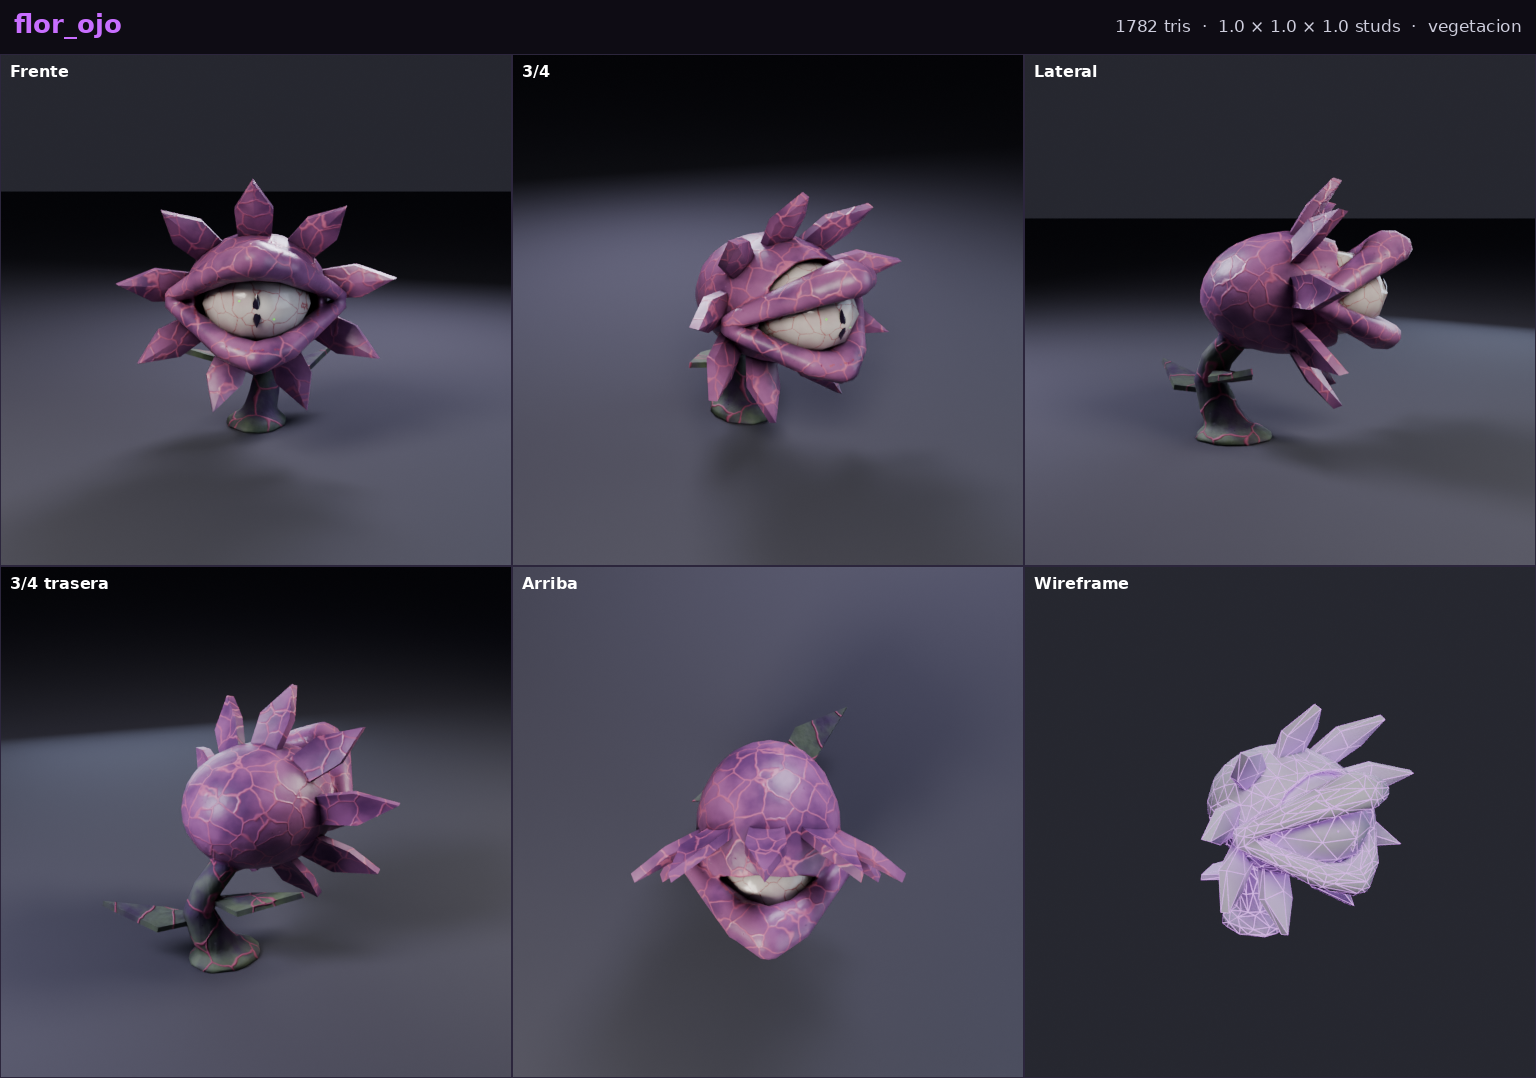 flor_ojo
1782 tris · 1.0 × 1.0 × 1.0 studs · vegetacion
Frente
3/4
Lateral
3/4 trasera
Arriba
Wireframe